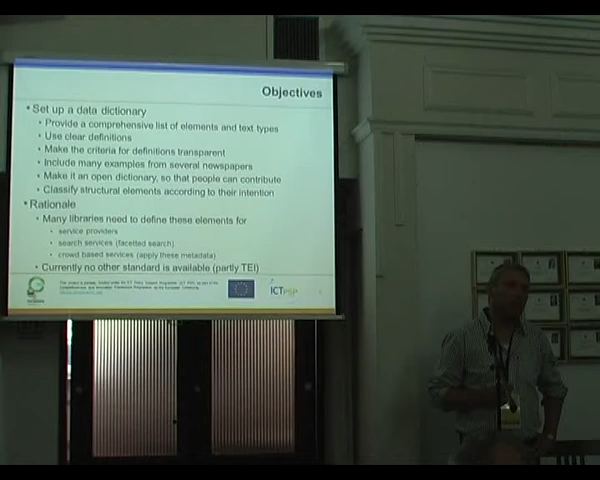 Objectives
• Set up a data dictionary
• Provide a comprehensive list of elements and text types
• Use clear definitions
• Make the criteria for definitions transparent
• Include many examples from several newspapers
• Make it an open dictionary, so that people can contribute
• Classify structural elements according to their intention
• Rationale
• Many libraries need to define these elements for
• service providers
• search services (facetted search)
• crowd based services (apply these metadata)
• Currently no other standard is available (partly TEI)
ICT PSP